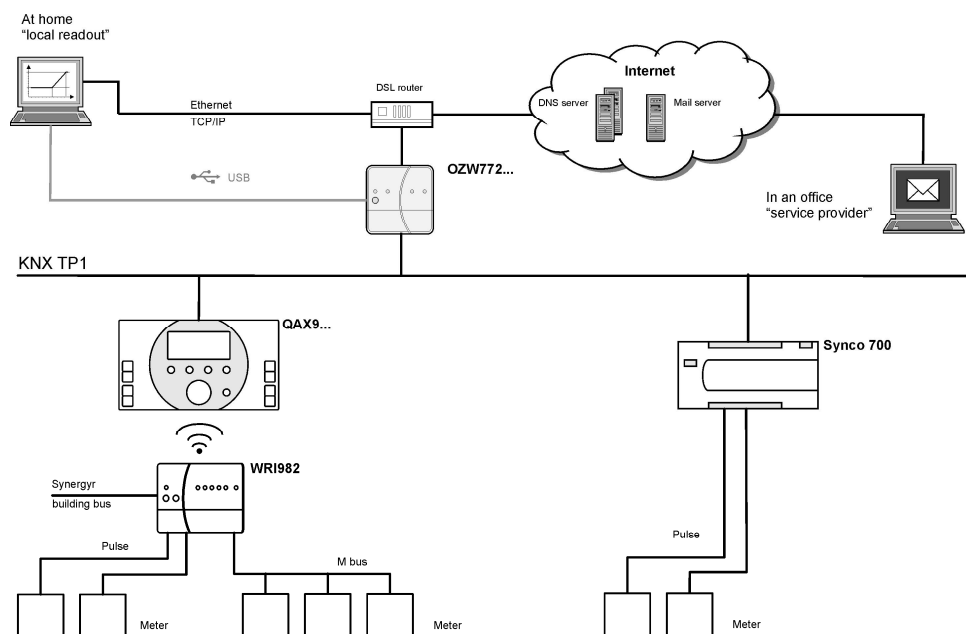 At home
“local readout”
Ethernet
TCP/IP
DSL router
Internet
DNS server
Mail server
USB
OZW772...
In an office
“service provider”
KNX TP1
QAX9...
Synco 700
WRI982
Synergyr
building bus
Pulse
M bus
Pulse
Meter
Meter
Meter